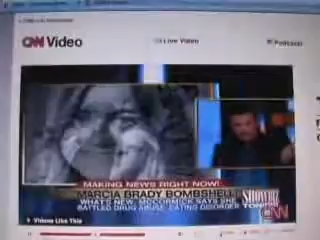 CNN Video
Live Video
Podcasts
MAKING NEWS RIGHT NOW!
MARCIA BRADY BOMBSHELL
WHAT'S NEW: MCCORMICK SAYS SHE
BATTLED DRUG ABUSE, EATING DISORDER
SHOWBIZ
TONIGHT
CNN
Videos Like This